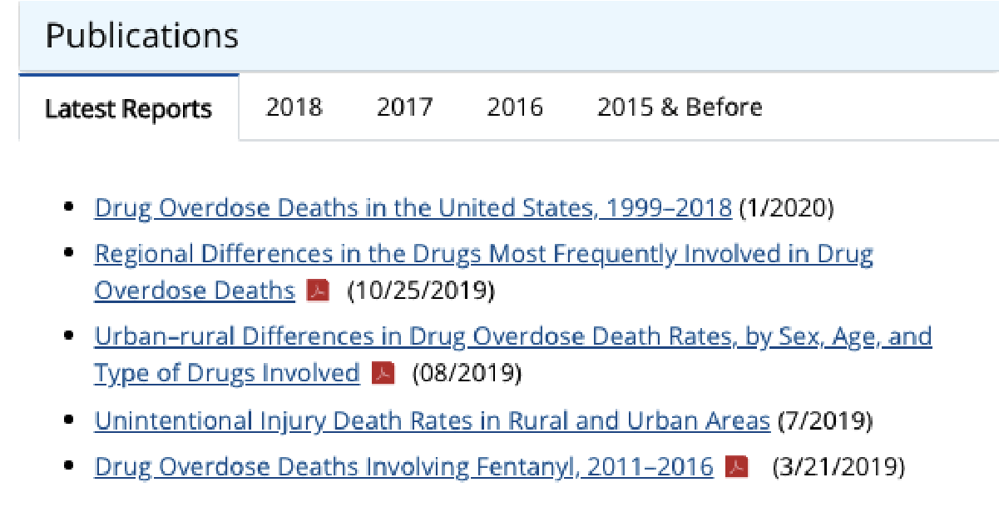 Publications
Latest Reports 2018 2017 2016 2015 & Before
• Drug Overdose Deaths in the United States, 1999–2018 (1/2020)
• Regional Differences in the Drugs Most Frequently Involved in Drug
Overdose Deaths (10/25/2019)
• Urban–rural Differences in Drug Overdose Death Rates, by Sex, Age, and
Type of Drugs Involved (08/2019)
• Unintentional Injury Death Rates in Rural and Urban Areas (7/2019)
• Drug Overdose Deaths Involving Fentanyl, 2011–2016 (3/21/2019)